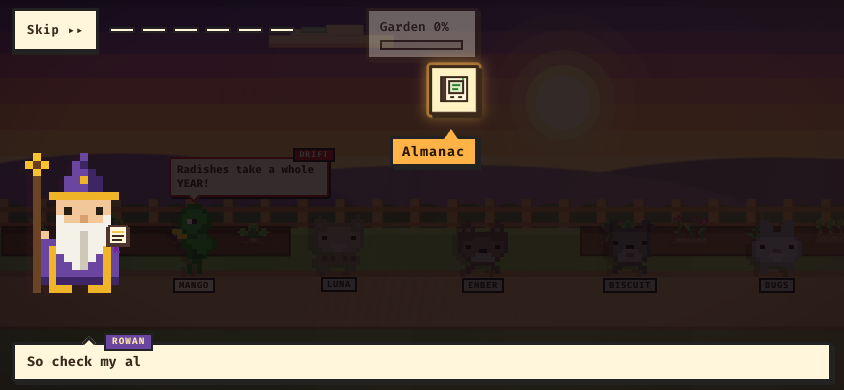 Skip ▸▸
Garden 0%
Almanac
DRIFT
Radishes take a whole
YEAR!
MANGO
LUNA
EMBER
BISCUIT
BUGS
ROWAN
So check my al